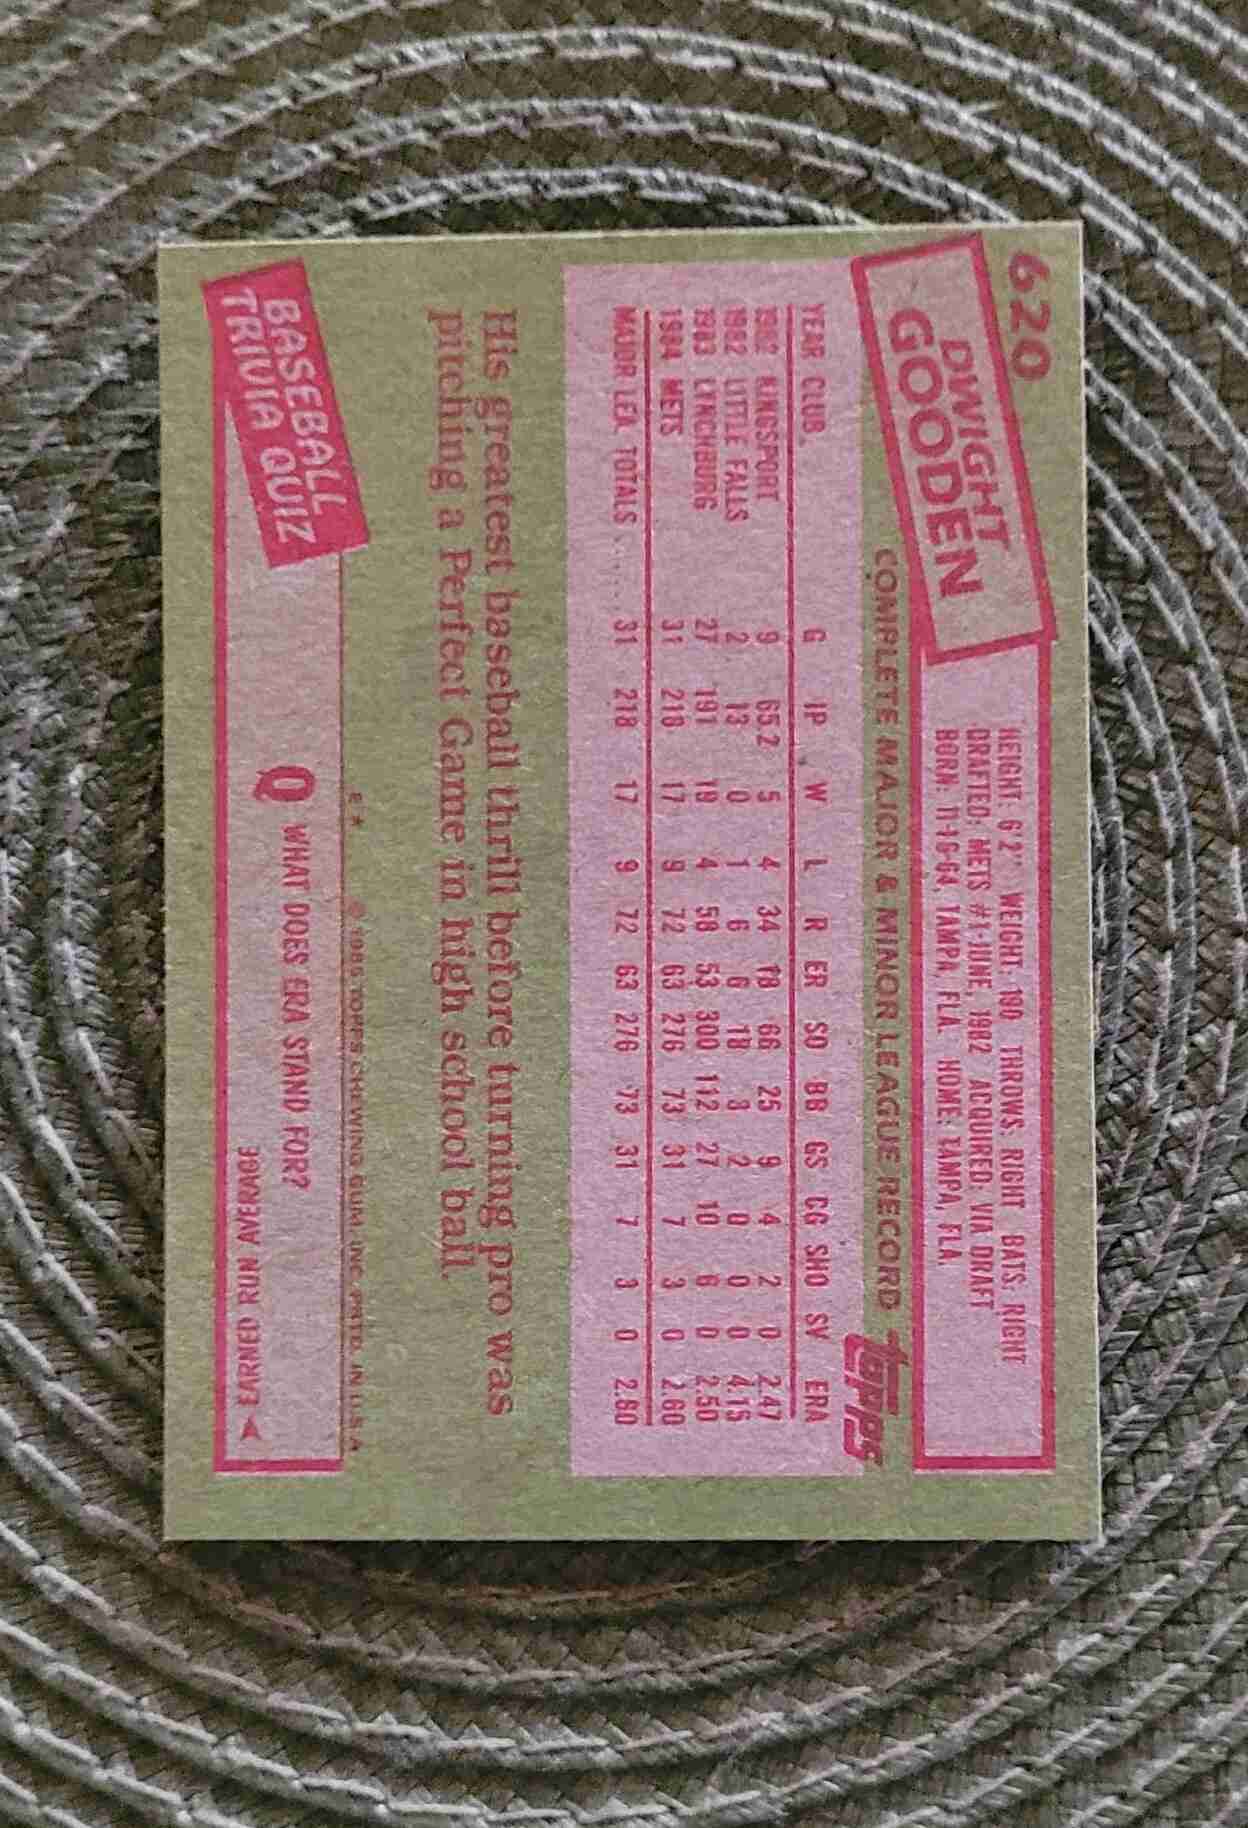 620
DWIGHT
GOODEN
HEIGHT: 6'2" WEIGHT: 190 THROWS: RIGHT BATS: RIGHT
DRAFTED: METS #1-JUNE, 1982 ACQUIRED: VIA DRAFT
BORN: 11-16-64, TAMPA, FLA. HOME: TAMPA, FLA.
COMPLETE MAJOR & MINOR LEAGUE RECORD
topps
YEAR CLUB G IP W L R ER SO BB GS CG SHO SV ERA
1982 KINGSPORT 9 65.2 5 4 34 18 66 25 9 4 2 0 2.47
1982 LITTLE FALLS 2 13 0 1 6 6 18 3 2 0 0 0 4.15
1983 LYNCHBURG 27 191 19 4 58 53 300 112 27 10 6 0 2.50
1984 METS 31 218 17 9 72 63 276 73 31 7 3 0 2.60
MAJOR LEA. TOTALS ..... 31 218 17 9 72 63 276 73 31 7 3 0 2.60
His greatest baseball thrill before turning pro was
pitching a Perfect Game in high school ball.
© 1985 TOPPS CHEWING GUM, INC. PRTD. IN U.S.A.
BASEBALL
TRIVIA QUIZ
Q WHAT DOES ERA STAND FOR?
EARNED RUN AVERAGE